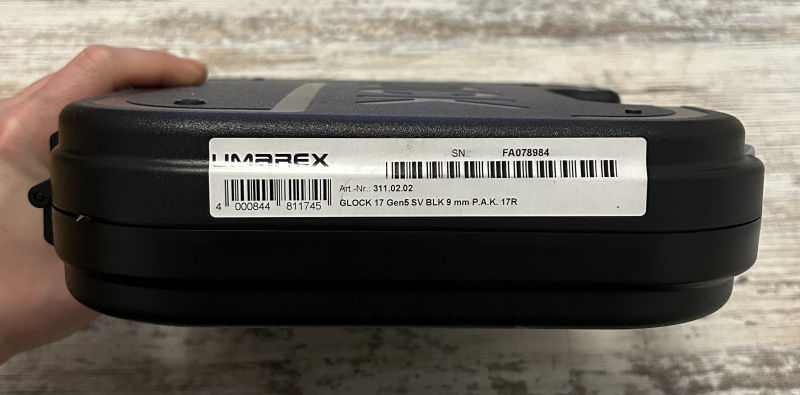 UMAREX
SN.: FA078984
Art.-Nr.: 311.02.02
4 000844 811745
GLOCK 17 Gen5 SV BLK 9 mm P.A.K. 17R